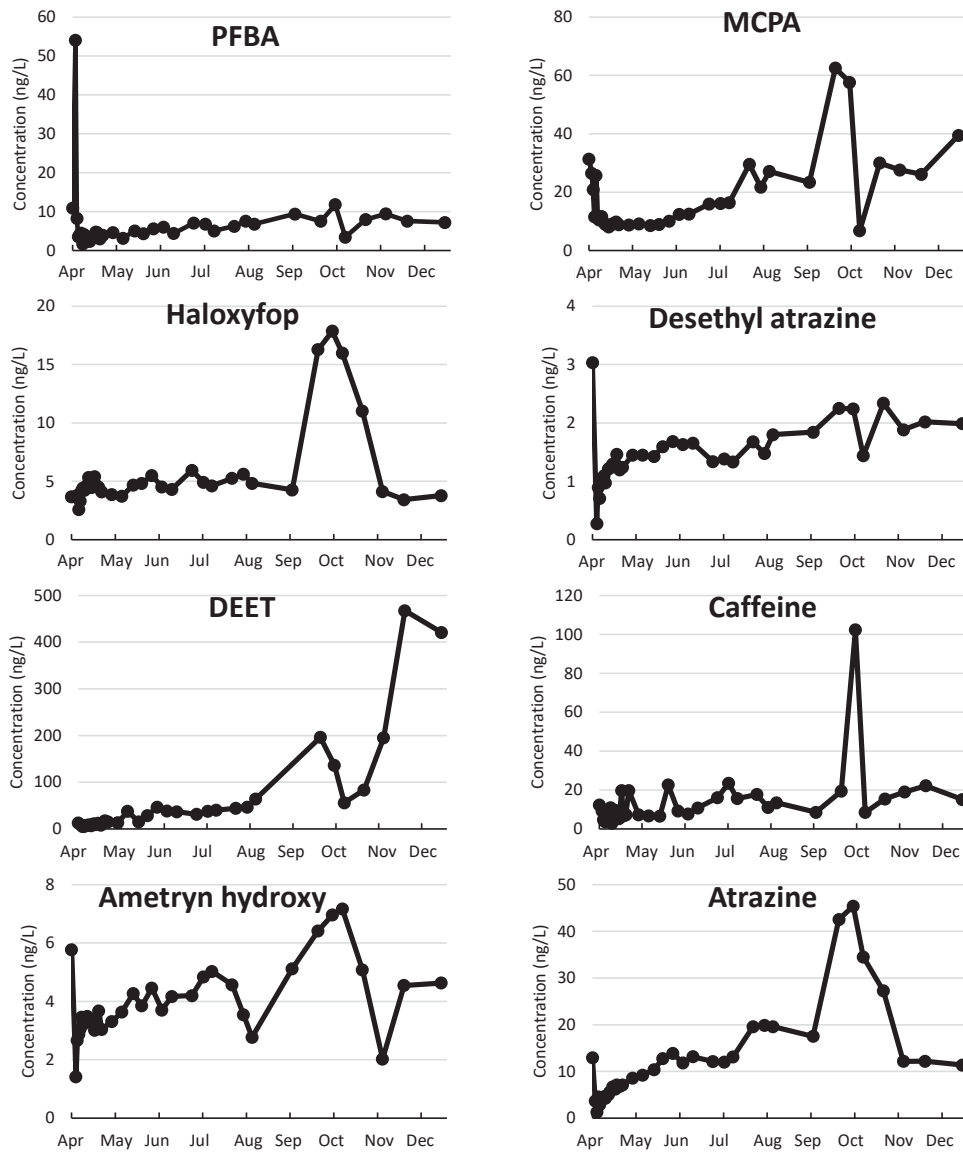 PFBA
Concentration (ng/L)
60
50
40
30
20
10
0
Apr May Jun Jul Aug Sep Oct Nov Dec
MCPA
Concentration (ng/L)
80
60
40
20
0
Apr May Jun Jul Aug Sep Oct Nov Dec
Haloxyfop
Concentration (ng/L)
20
15
10
5
0
Apr May Jun Jul Aug Sep Oct Nov Dec
Desethyl atrazine
Concentration (ng/L)
4
3
2
1
0
Apr May Jun Jul Aug Sep Oct Nov Dec
DEET
Concentration (ng/L)
500
400
300
200
100
0
Apr May Jun Jul Aug Sep Oct Nov Dec
Caffeine
Concentration (ng/L)
120
100
80
60
40
20
0
Apr May Jun Jul Aug Sep Oct Nov Dec
Ametryn hydroxy
Concentration (ng/L)
8
6
4
2
0
Apr May Jun Jul Aug Sep Oct Nov Dec
Atrazine
Concentration (ng/L)
50
40
30
20
10
0
Apr May Jun Jul Aug Sep Oct Nov Dec